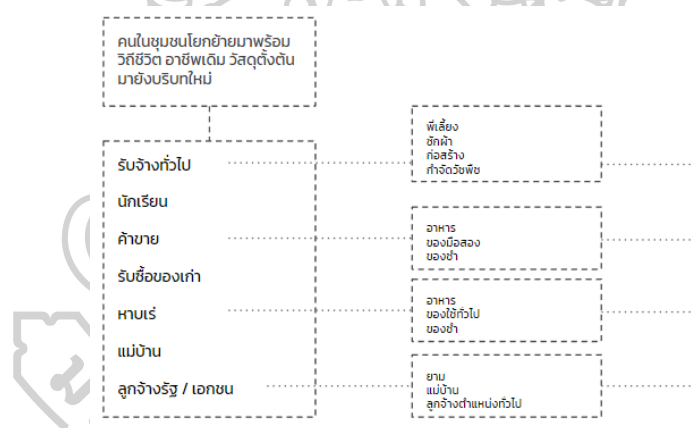 คนในชุมชนโยกย้ายมาพร้อม
วิถีชีวิต อาชีพเดิม วัสดุตั้งต้น
มายังบริบทใหม่
รับจ้างทั่วไป
นักเรียน
ค้าขาย
รับซื้อของเก่า
หาบเร่
แม่บ้าน
ลูกจ้างรัฐ / เอกชน
พี่เลี้ยง
ซักผ้า
ก่อสร้าง
กำจัดวัชพืช
อาหาร
ของมือสอง
ของชำ
อาหาร
ของใช้ทั่วไป
ของชำ
ยาม
แม่บ้าน
ลูกจ้างตำแหน่งทั่วไป